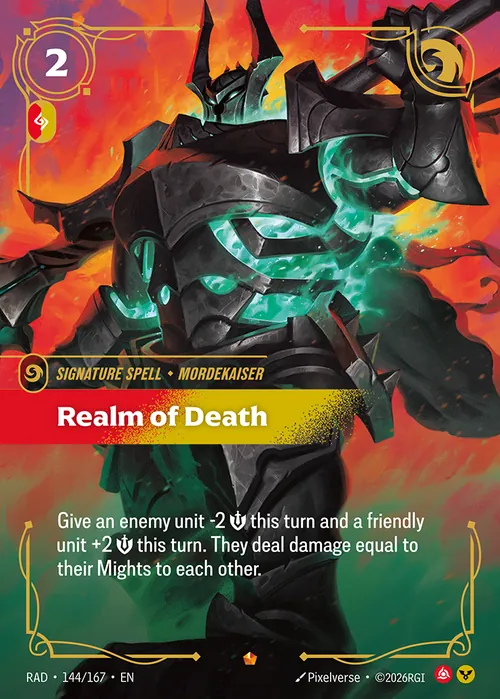 2
SIGNATURE SPELL • MORDEKAISER
Realm of Death
Give an enemy unit -2 this turn and a friendly
unit +2 this turn. They deal damage equal to
their Mights to each other.
RAD • 144/167 • EN
Pixelverse • ©2026RGI